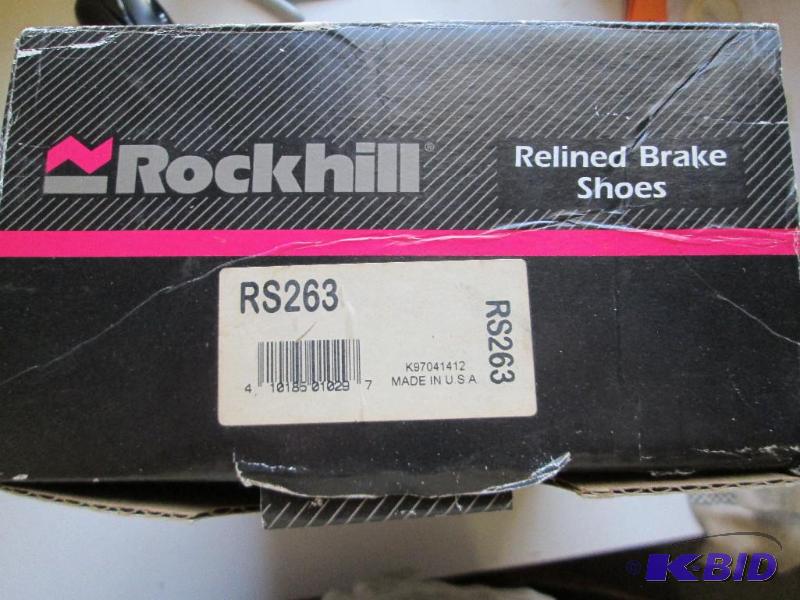 Rockhill®
Relined Brake
Shoes
RS263
RS263
4 10185 01029 7
K97041412
MADE IN U.S.A
© K-BID